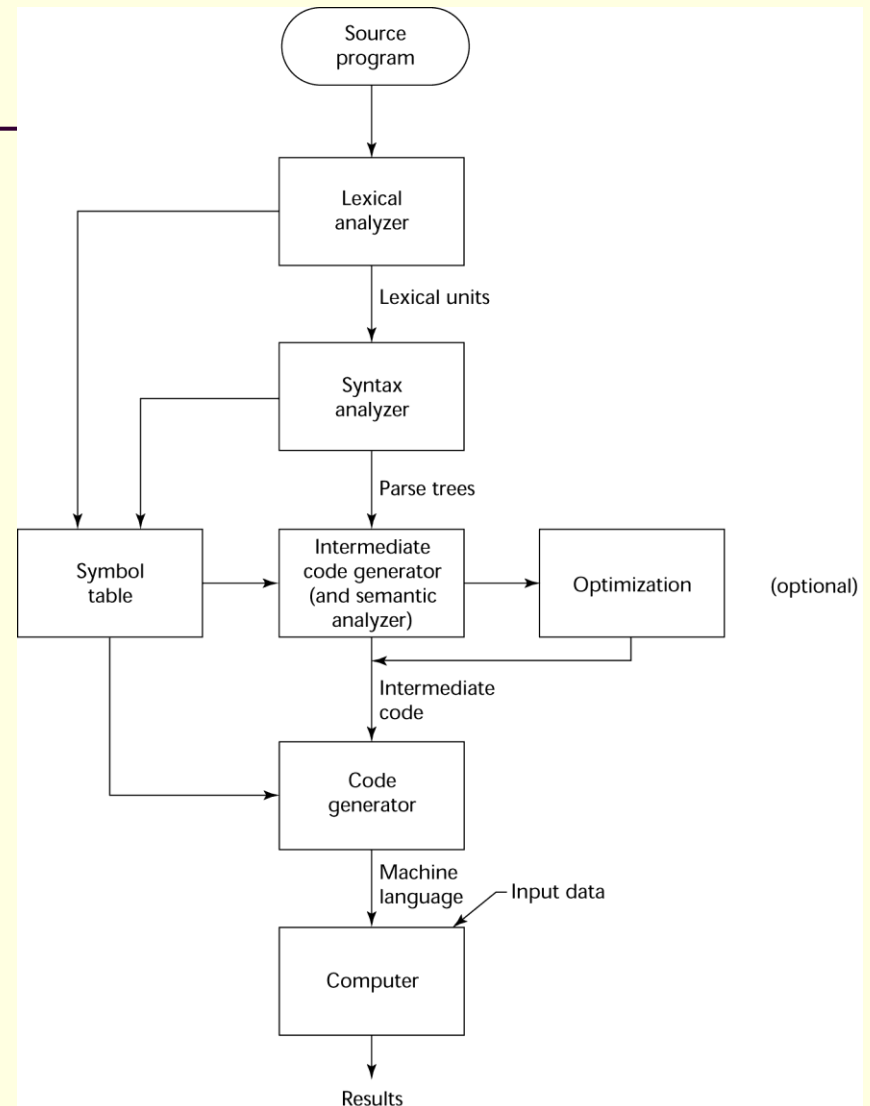 Source
program
Lexical
analyzer
Lexical units
Syntax
analyzer
Parse trees
Symbol
table
Intermediate
code generator
(and semantic
analyzer)
Optimization
(optional)
Intermediate
code
Code
generator
Machine
language
Input data
Computer
Results